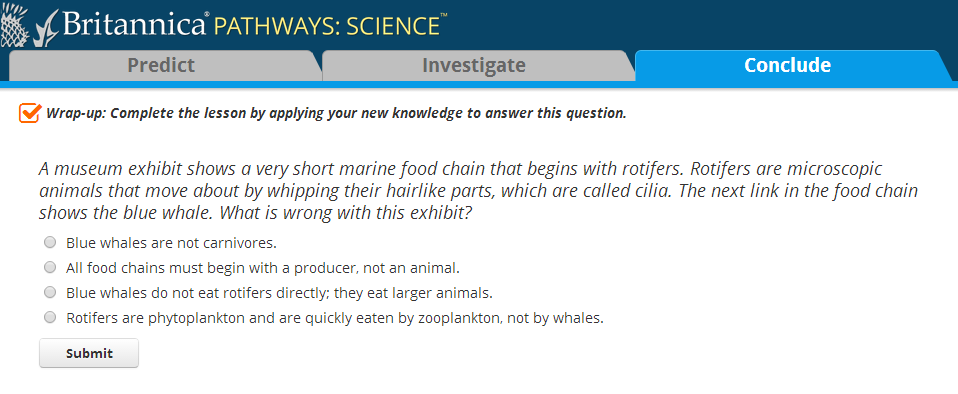 Britannica® PATHWAYS: SCIENCE™
Predict Investigate Conclude
Wrap-up: Complete the lesson by applying your new knowledge to answer this question.
A museum exhibit shows a very short marine food chain that begins with rotifers. Rotifers are microscopic
animals that move about by whipping their hairlike parts, which are called cilia. The next link in the food chain
shows the blue whale. What is wrong with this exhibit?
Blue whales are not carnivores.
All food chains must begin with a producer, not an animal.
Blue whales do not eat rotifers directly; they eat larger animals.
Rotifers are phytoplankton and are quickly eaten by zooplankton, not by whales.
Submit